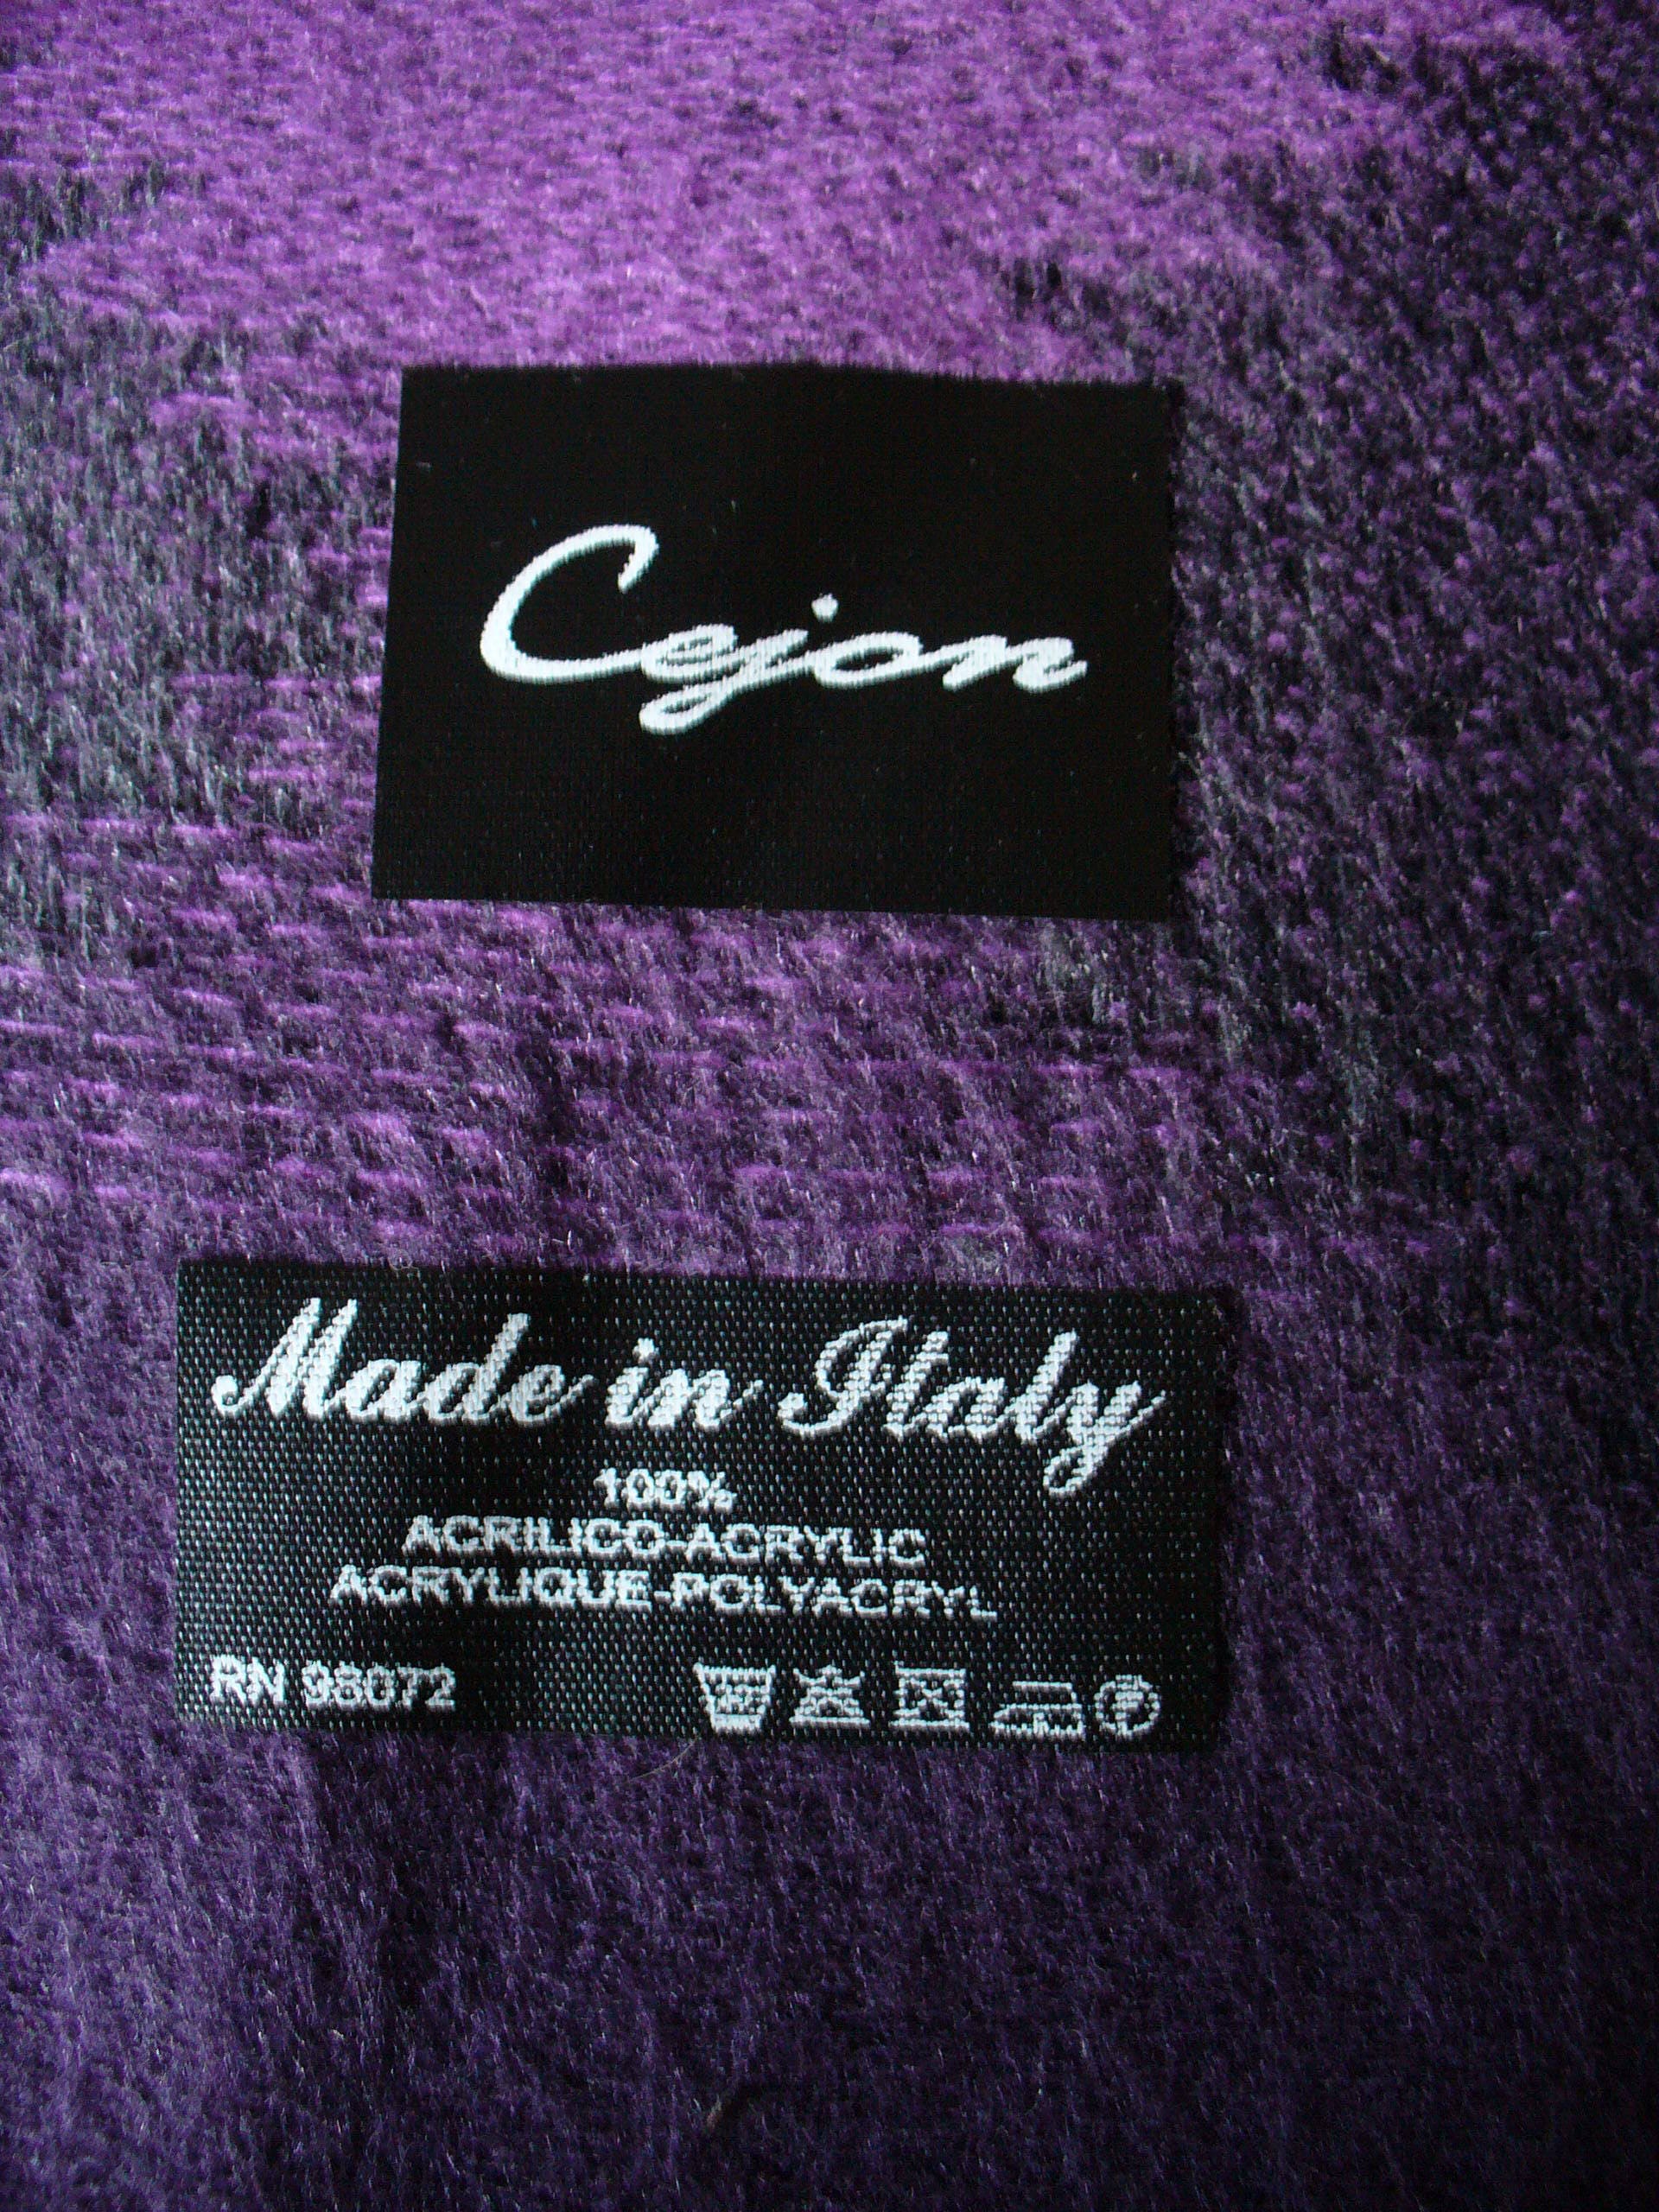 Cejon
Made in Italy
100%
ACRILICO-ACRYLIC
ACRYLIQUE-POLYACRYL
RN 98072